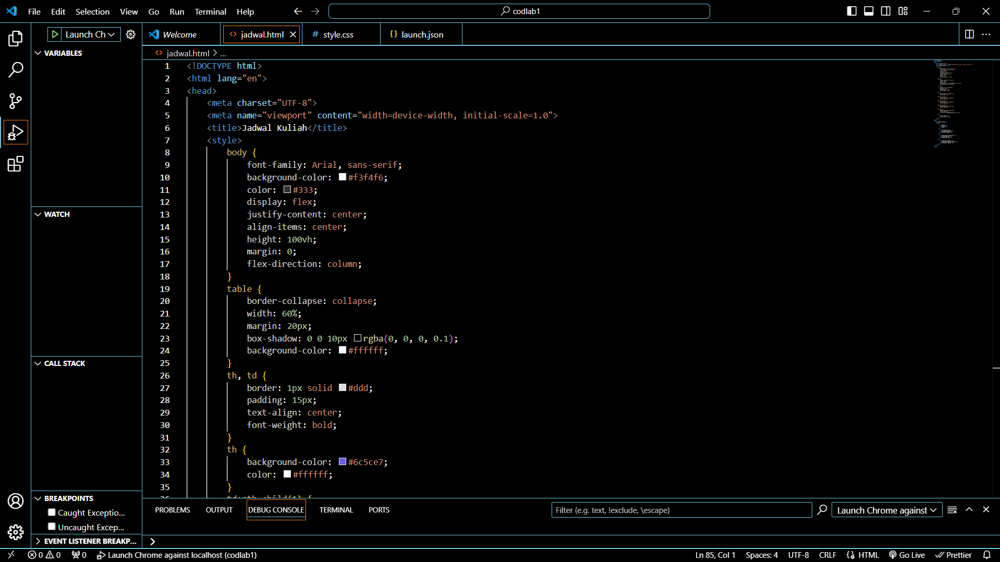 File Edit Selection View Go Run Terminal Help codlab1
Launch Ch
Welcome jadwal.html style.css launch.json
VARIABLES
jadwal.html > ...
1 <!DOCTYPE html>
2 <html lang="en">
3 <head>
4 <meta charset="UTF-8">
5 <meta name="viewport" content="width=device-width, initial-scale=1.0">
6 <title>Jadwal Kuliah</title>
7 <style>
8 body {
9 font-family: Arial, sans-serif;
10 background-color: #f3f4f6;
11 color: #333;
12 display: flex;
13 justify-content: center;
14 align-items: center;
15 height: 100vh;
16 margin: 0;
17 flex-direction: column;
18 }
19 table {
20 border-collapse: collapse;
21 width: 60%;
22 margin: 20px;
23 box-shadow: 0 0 10px rgba(0, 0, 0, 0.1);
24 background-color: #ffffff;
25 }
26 th, td {
27 border: 1px solid #ddd;
28 padding: 15px;
29 text-align: center;
30 font-weight: bold;
31 }
32 th {
33 background-color: #6c5ce7;
34 color: #ffffff;
35 }
36 td:nth-child(1) {
WATCH
CALL STACK
BREAKPOINTS
Caught Exceptio...
Uncaught Excep...
EVENT LISTENER BREAKP...
PROBLEMS OUTPUT DEBUG CONSOLE TERMINAL PORTS
Filter (e.g. text, !exclude, \escape)
Launch Chrome against
0 0 0 Launch Chrome against localhost (codlab1)
Ln 85, Col 1 Spaces: 4 UTF-8 CRLF HTML Go Live Prettier